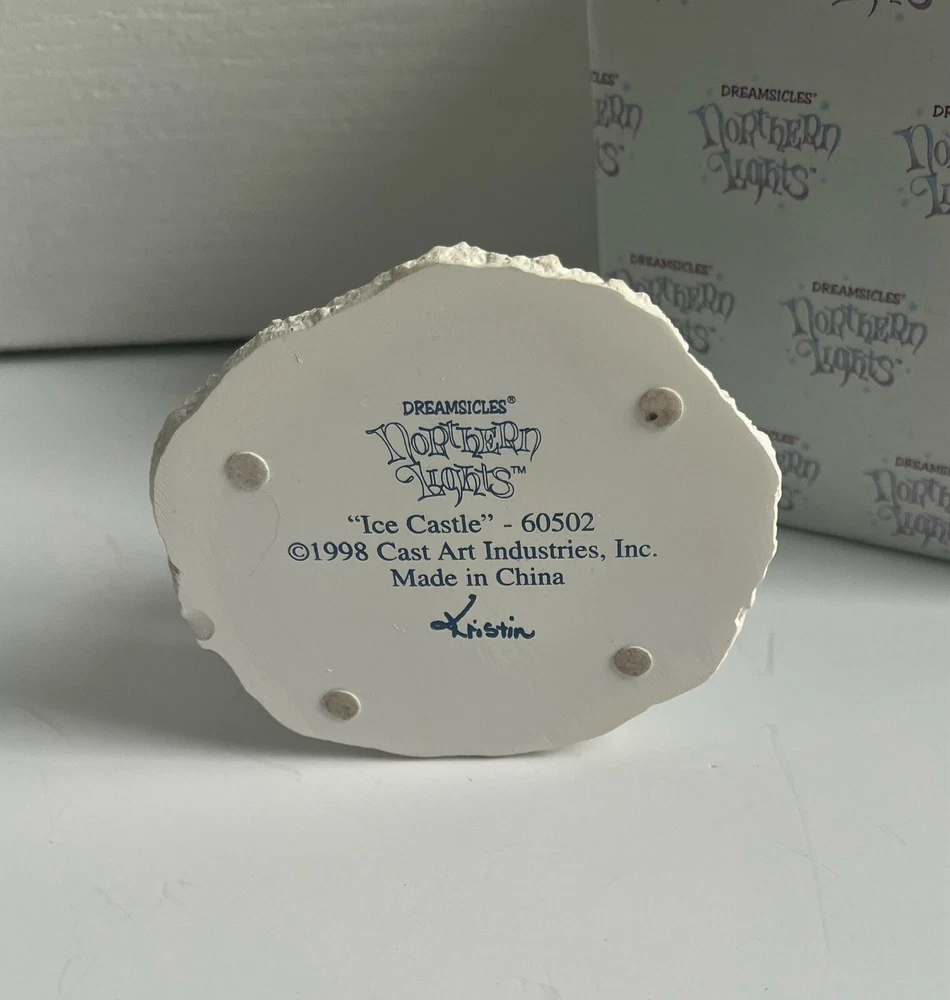 DREAMSICLES®
Northern
Lights™
"Ice Castle" - 60502
©1998 Cast Art Industries, Inc.
Made in China
Kristin
DREAMSICLES®
Northern
Lights™
DREAMSICLES®
Northern
Lights™
DREAMSICLES®